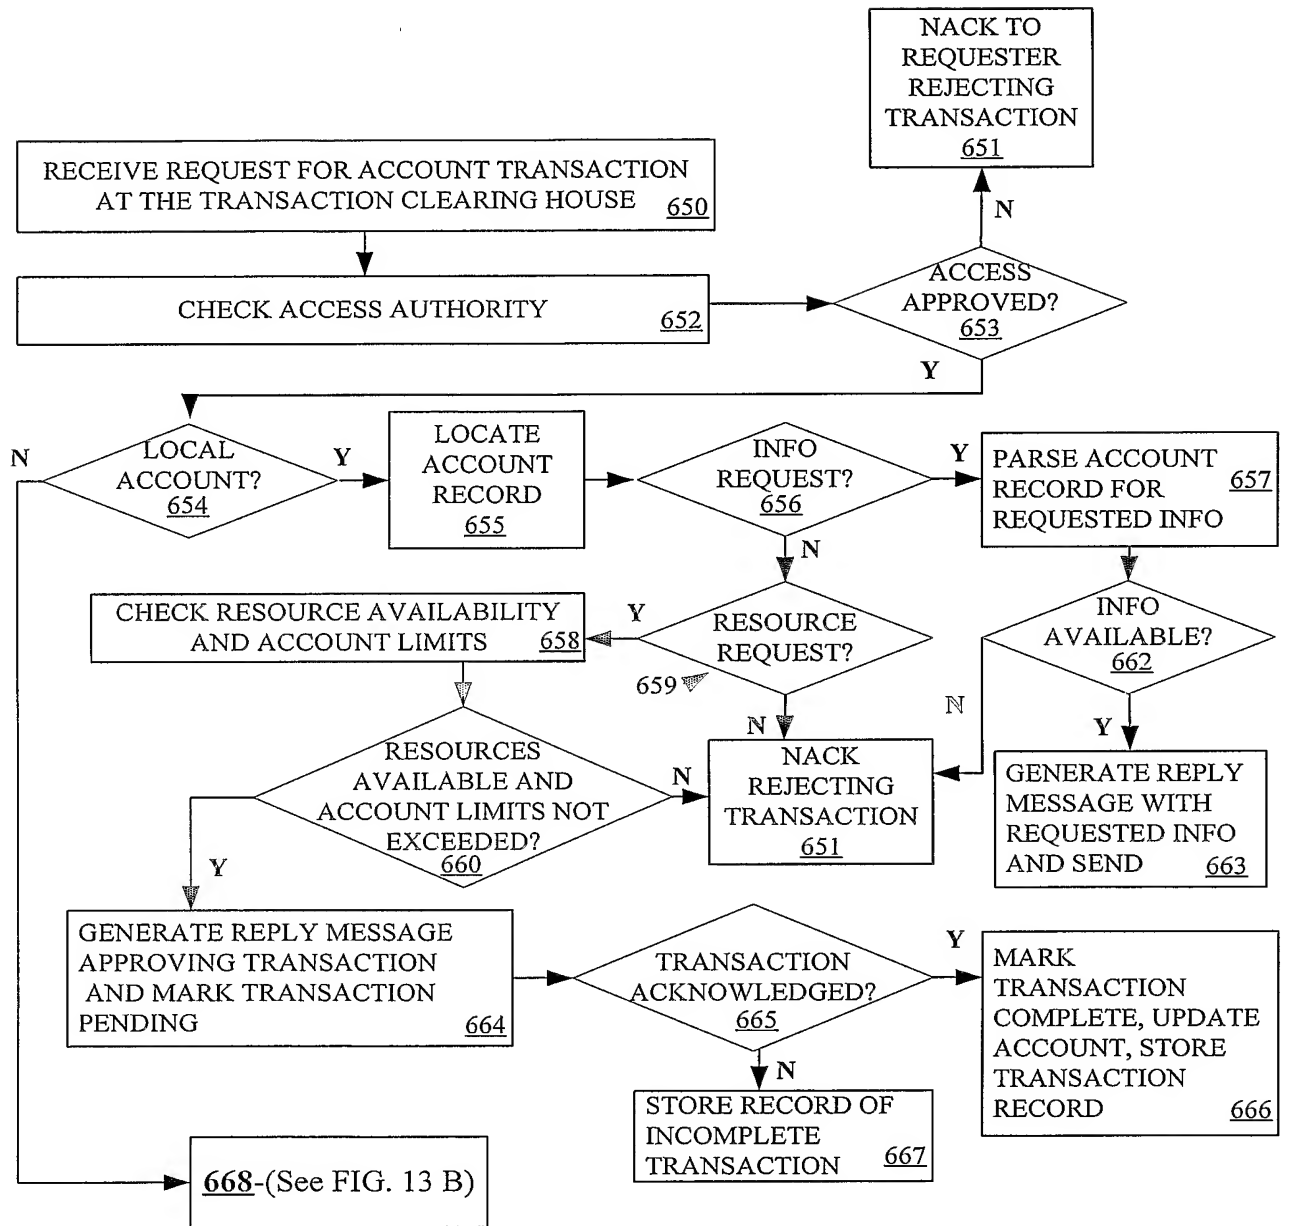 NACK TO
REQUESTER
REJECTING
TRANSACTION
651
RECEIVE REQUEST FOR ACCOUNT TRANSACTION
AT THE TRANSACTION CLEARING HOUSE 650
N
CHECK ACCESS AUTHORITY 652
ACCESS
APPROVED?
653
Y
N
LOCAL
ACCOUNT?
654
Y
LOCATE
ACCOUNT
RECORD
655
INFO
REQUEST?
656
Y
PARSE ACCOUNT
RECORD FOR 657
REQUESTED INFO
N
CHECK RESOURCE AVAILABILITY
AND ACCOUNT LIMITS 658
Y
RESOURCE
REQUEST?
659
INFO
AVAILABLE?
662
N
N
Y
RESOURCES
AVAILABLE AND
ACCOUNT LIMITS NOT
EXCEEDED?
660
N
NACK
REJECTING
TRANSACTION
651
GENERATE REPLY
MESSAGE WITH
REQUESTED INFO
AND SEND 663
Y
GENERATE REPLY MESSAGE
APPROVING TRANSACTION
AND MARK TRANSACTION
PENDING 664
TRANSACTION
ACKNOWLEDGED?
665
Y
MARK
TRANSACTION
COMPLETE, UPDATE
ACCOUNT, STORE
TRANSACTION
RECORD 666
N
STORE RECORD OF
INCOMPLETE
TRANSACTION 667
668-(See FIG. 13 B)